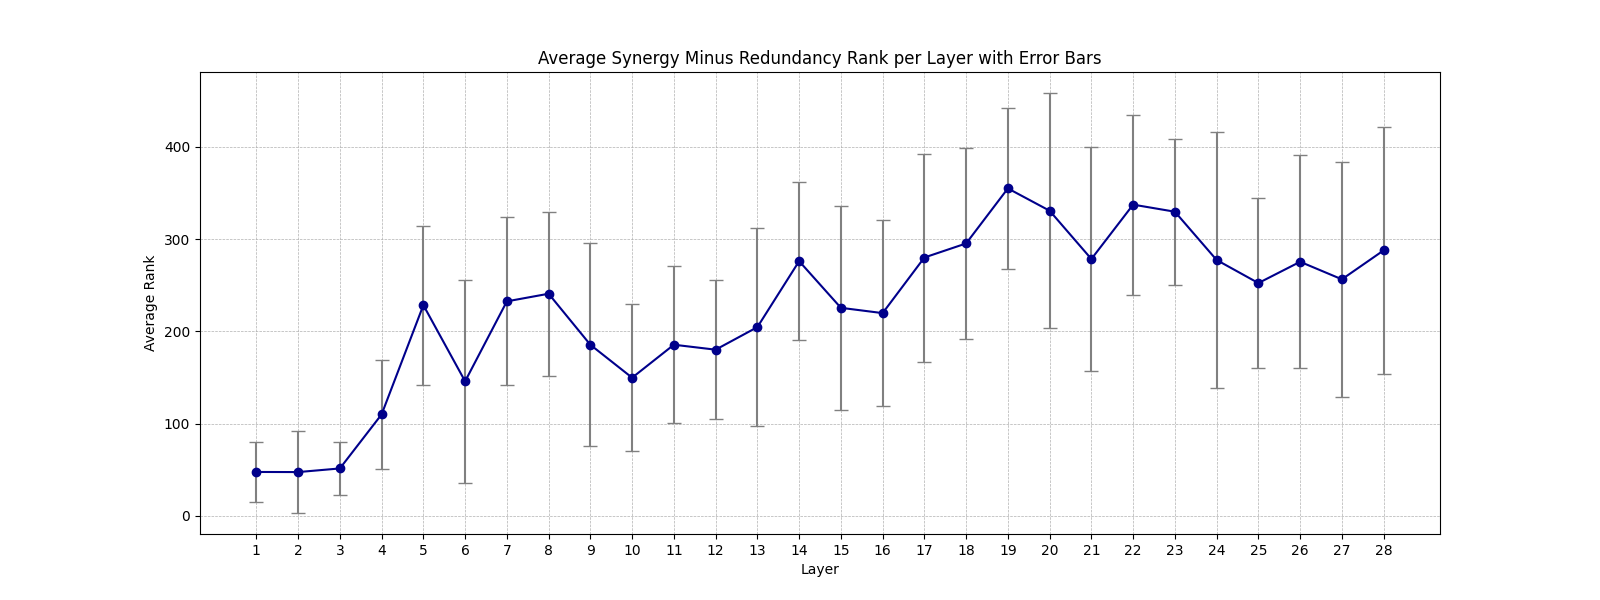 Average Synergy Minus Redundancy Rank per Layer with Error Bars
Average Rank
400
300
200
100
0
1 2 3 4 5 6 7 8 9 10 11 12 13 14 15 16 17 18 19 20 21 22 23 24 25 26 27 28
Layer